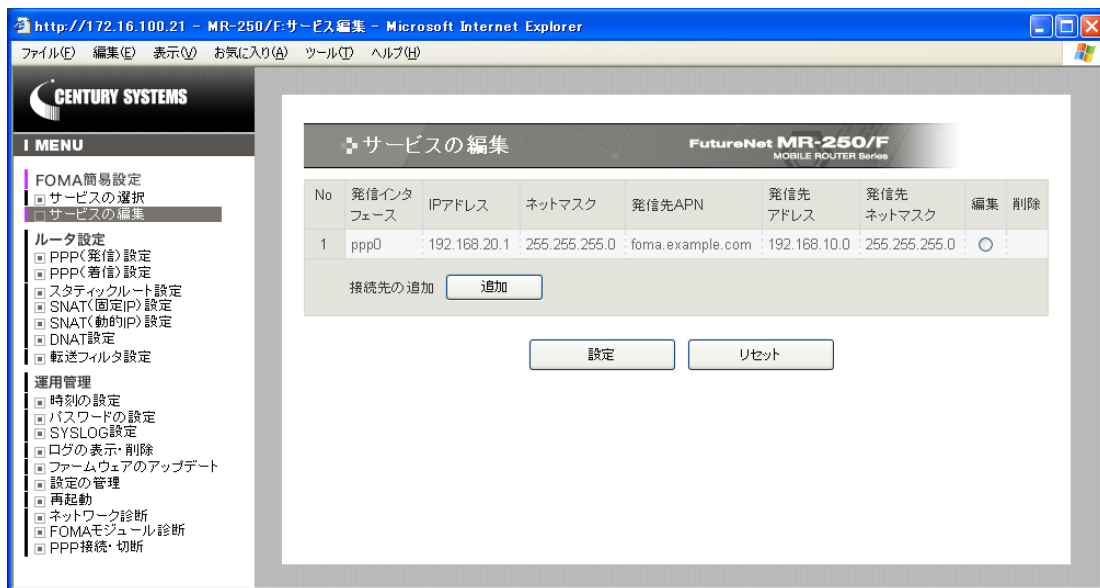 http://172.16.100.21 - MR-250/F:サービス編集 - Microsoft Internet Explorer
ファイル(F) 編集(E) 表示(V) お気に入り(A) ツール(T) ヘルプ(H)
CENTURY SYSTEMS
MENU
FOMA簡易設定
サービスの選択
サービスの編集
ルータ設定
PPP(発信)設定
PPP(着信)設定
スタティックルート設定
SNAT(固定IP)設定
SNAT(動的IP)設定
DNAT設定
転送フィルタ設定
運用管理
時刻の設定
パスワードの設定
SYSLOG設定
ログの表示・削除
ファームウェアのアップデート
設定の管理
再起動
ネットワーク診断
FOMAモジュール診断
PPP接続・切断
サービスの編集
FutureNet MR-250/F
MOBILE ROUTER Series
No 発信インタフェース IPアドレス ネットマスク 発信先APN 発信先アドレス 発信先ネットマスク 編集 削除
1 ppp0 192.168.20.1 255.255.255.0 foma.example.com 192.168.10.0 255.255.255.0
接続先の追加 追加
設定 リセット